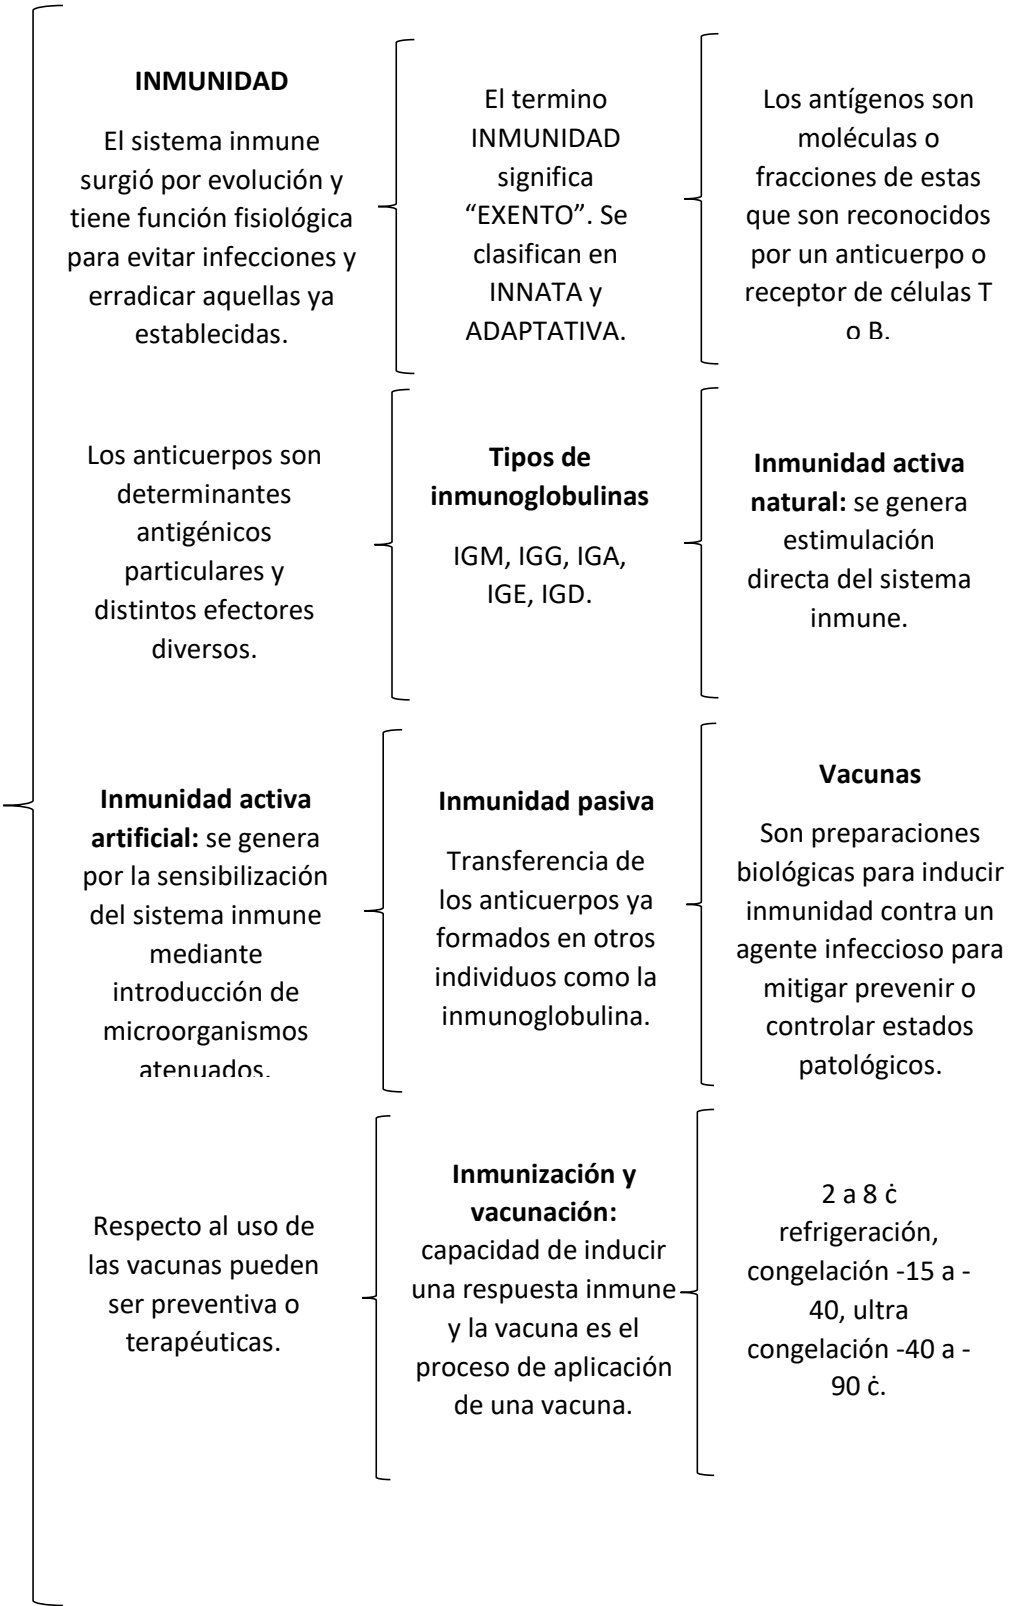 INMUNIDAD
El sistema inmune
surgió por evolución y
tiene función fisiológica
para evitar infecciones y
erradicar aquellas ya
establecidas.
El termino
INMUNIDAD
significa
“EXENTO”. Se
clasifican en
INNATA y
ADAPTATIVA.
Los antígenos son
moléculas o
fracciones de estas
que son reconocidos
por un anticuerpo o
receptor de células T
o B.
Los anticuerpos son
determinantes
antigénicos
particulares y
distintos efectores
diversos.
Tipos de
inmunoglobulinas
IGM, IGG, IGA,
IGE, IGD.
Inmunidad activa
natural: se genera
estimulación
directa del sistema
inmune.
Inmunidad activa
artificial: se genera
por la sensibilización
del sistema inmune
mediante
introducción de
microorganismos
atenuados.
Inmunidad pasiva
Transferencia de
los anticuerpos ya
formados en otros
individuos como la
inmunoglobulina.
Vacunas
Son preparaciones
biológicas para inducir
inmunidad contra un
agente infeccioso para
mitigar prevenir o
controlar estados
patológicos.
Respecto al uso de
las vacunas pueden
ser preventiva o
terapéuticas.
Inmunización y
vacunación:
capacidad de inducir
una respuesta inmune
y la vacuna es el
proceso de aplicación
de una vacuna.
2 a 8 ċ
refrigeración,
congelación -15 a -
40, ultra
congelación -40 a -
90 ċ.